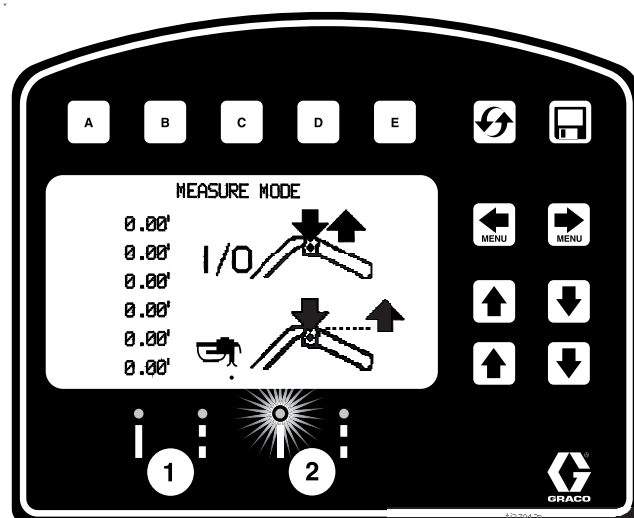 A B C D E
MEASURE MODE
0.00'
0.00'
0.00'
0.00'
0.00'
0.00'
I/O
MENU MENU
1 2
GRACO